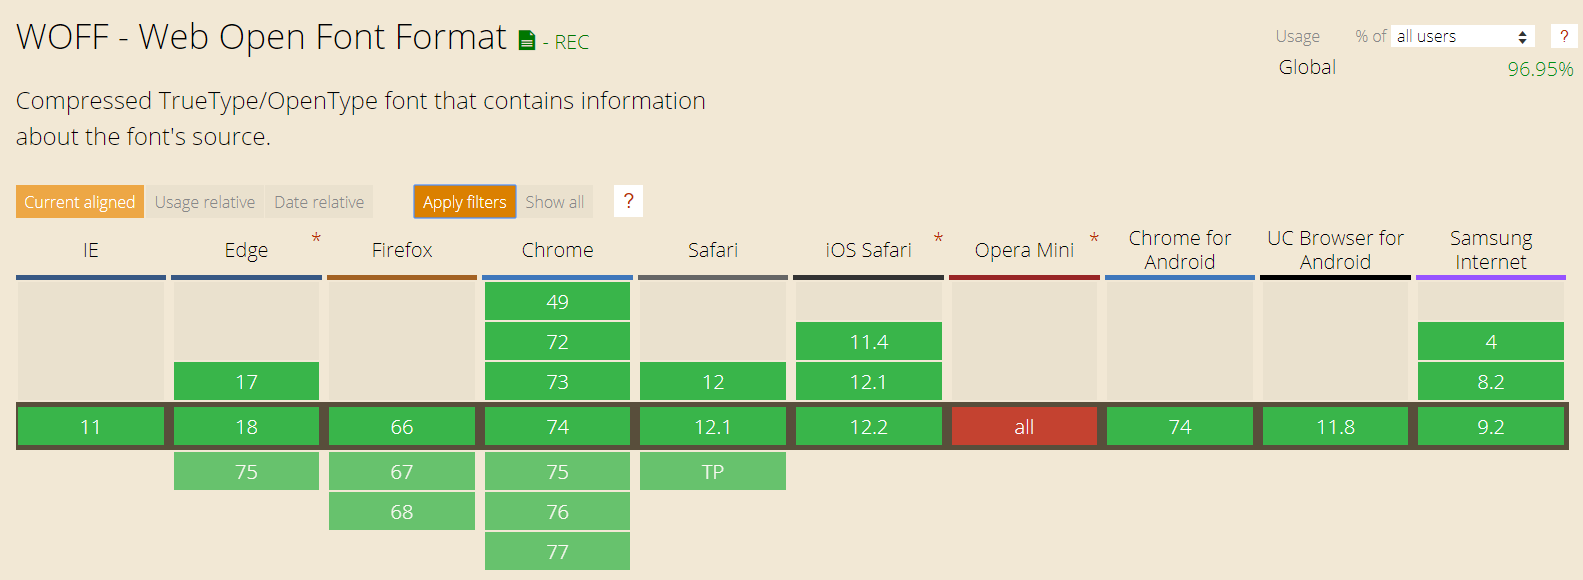 WOFF - Web Open Font Format - REC
Usage % of all users ?
Global 96.95%
Compressed TrueType/OpenType font that contains information
about the font's source.
Current aligned Usage relative Date relative Apply filters Show all ?
IE Edge * Firefox Chrome Safari iOS Safari * Opera Mini * Chrome for Android UC Browser for Android Samsung Internet
49
72 11.4 4
17 73 12 12.1 8.2
11 18 66 74 12.1 12.2 all 74 11.8 9.2
75 67 75 TP
68 76
77